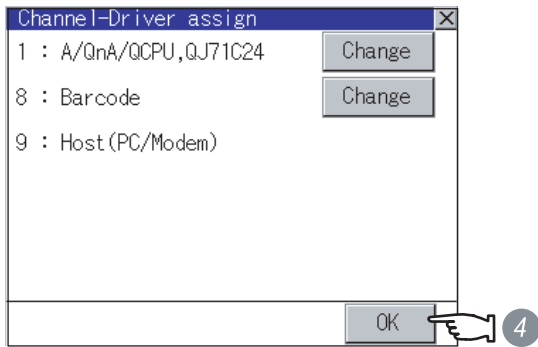 Channel-Driver assign ×
1 : A/QnA/QCPU,QJ71C24 Change
8 : Barcode Change
9 : Host(PC/Modem)
OK 4